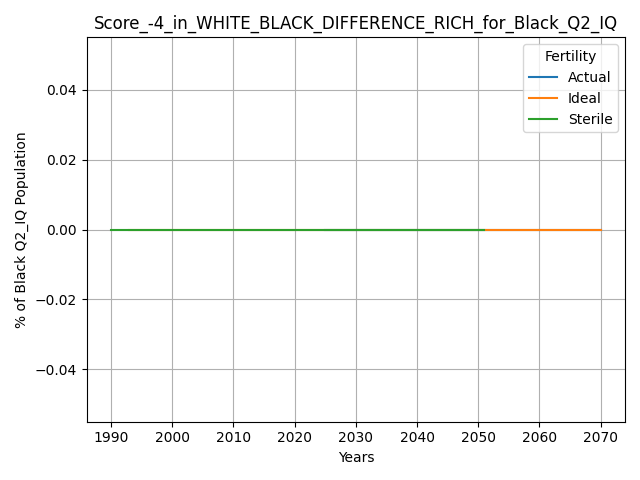 Score_-4_in_WHITE_BLACK_DIFFERENCE_RICH_for_Black_Q2_IQ
Fertility
Actual
Ideal
Sterile
% of Black Q2_IQ Population
0.04
0.02
0.00
−0.02
−0.04
1990 2000 2010 2020 2030 2040 2050 2060 2070
Years